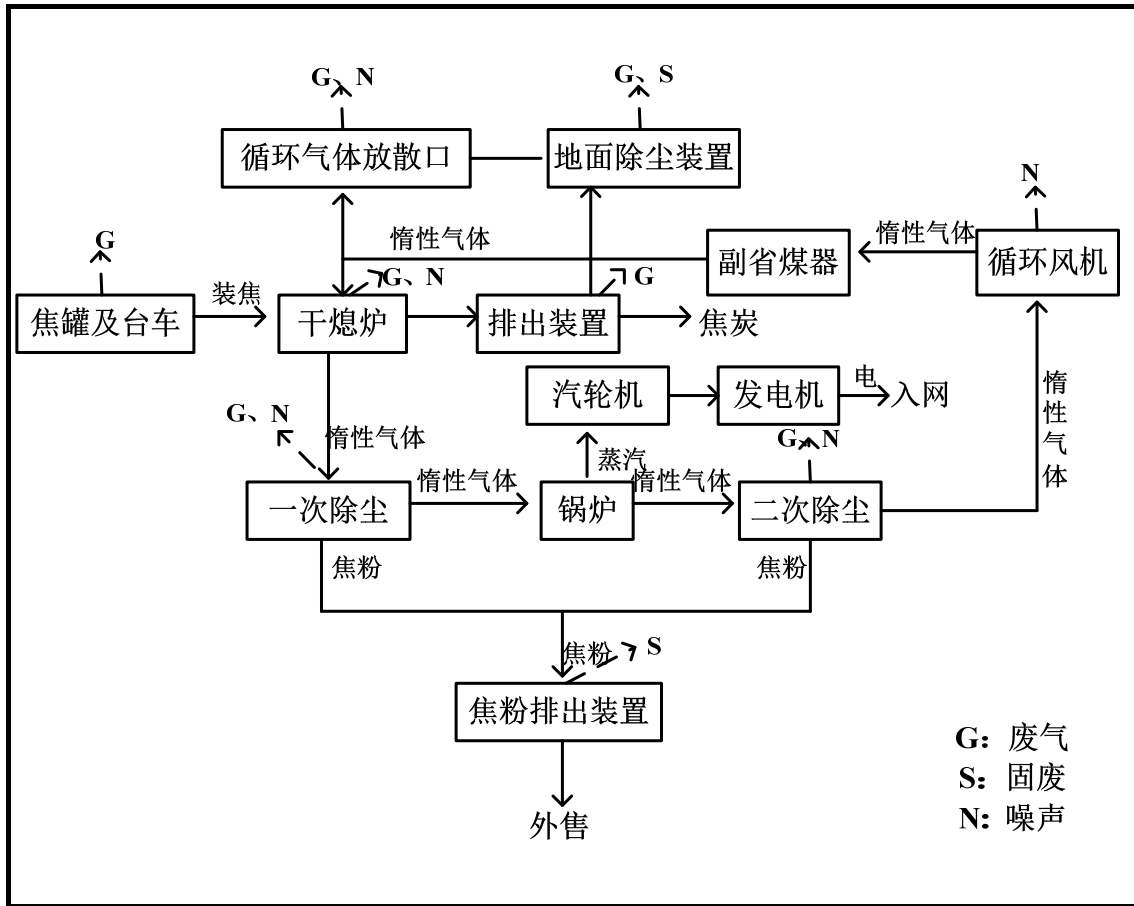 G、N
G、S
循环气体放散口
地面除尘装置
N
G
惰性气体
副省煤器
惰性气体
循环风机
焦罐及台车
装焦
干熄炉
G、N
排出装置
G
焦炭
汽轮机
发电机
电
入网
惰性气体
G、N
惰性气体
蒸汽
G、N
一次除尘
惰性气体
锅炉
惰性气体
二次除尘
焦粉
焦粉
焦粉
S
焦粉排出装置
外售
G：废气
S：固废
N：噪声